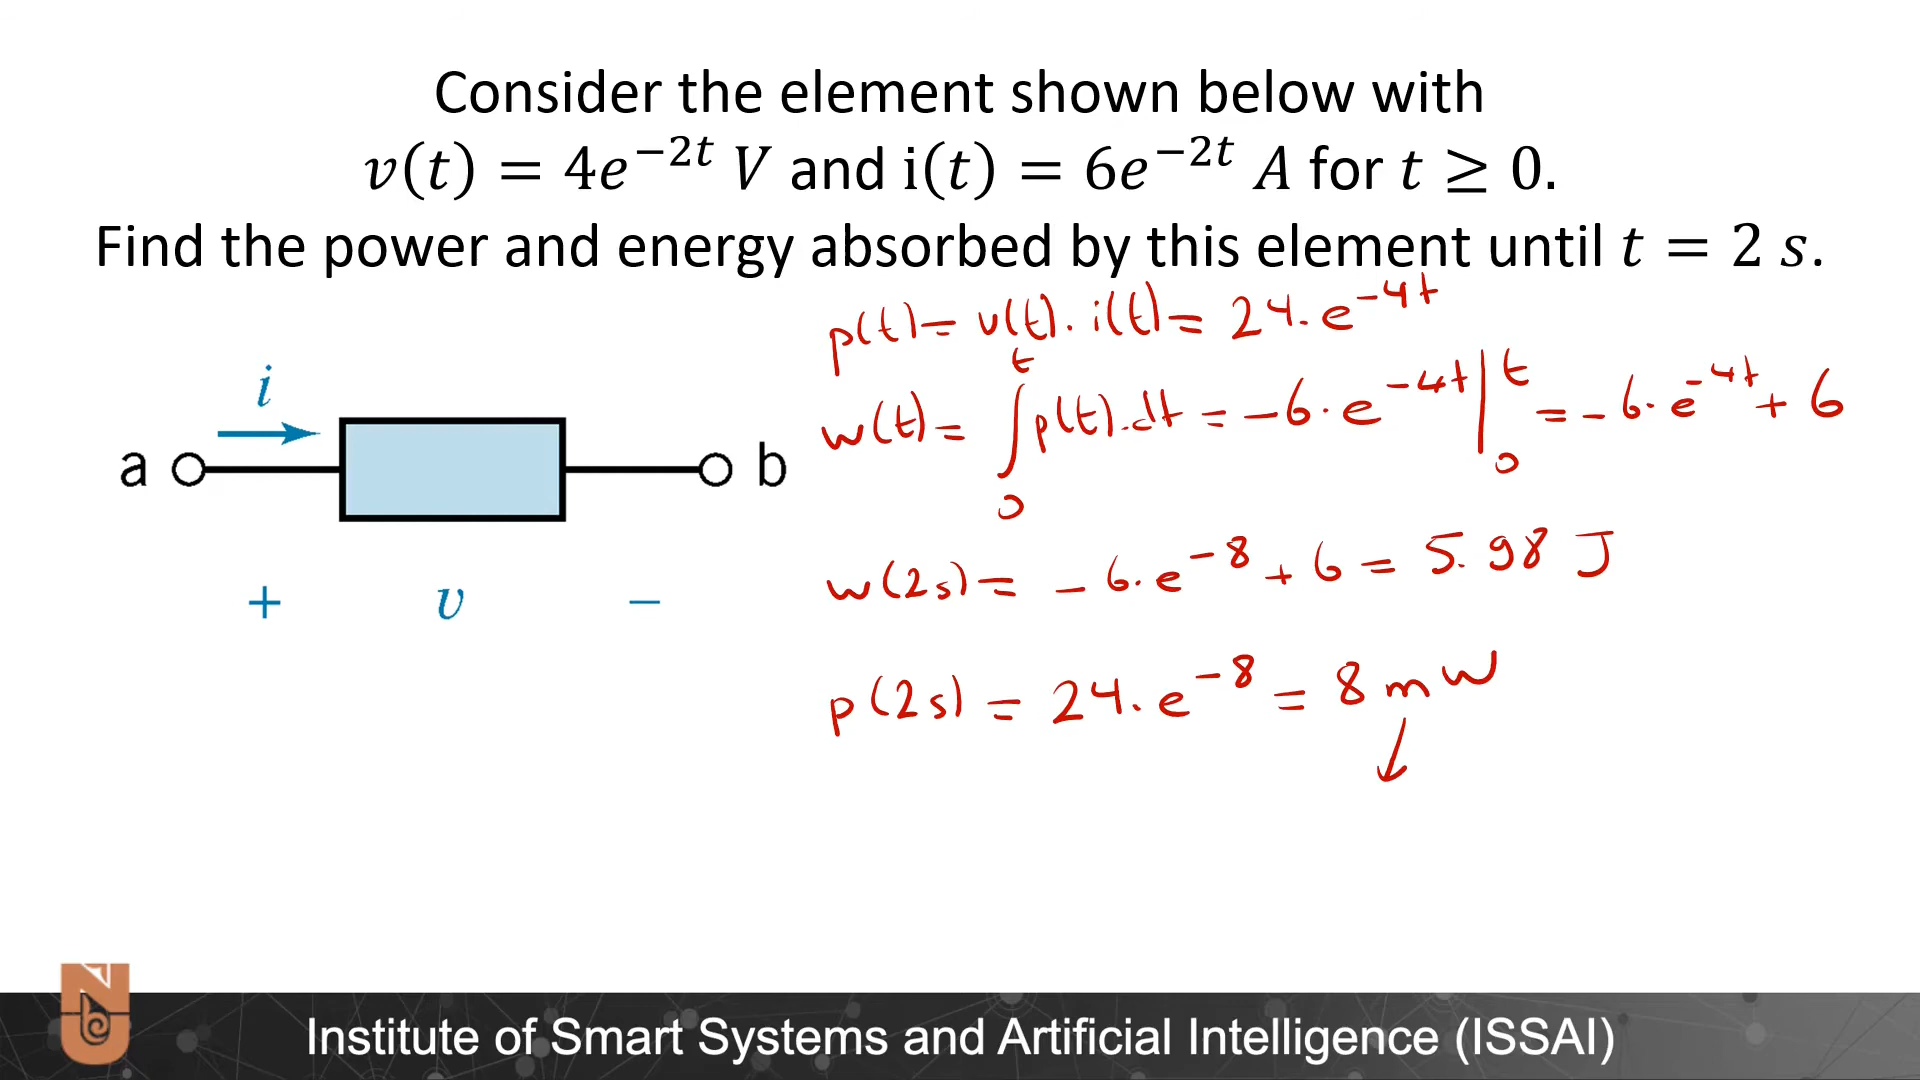 Consider the element shown below with
v(t) = 4e^{-2t} V and i(t) = 6e^{-2t} A for t ≥ 0.
Find the power and energy absorbed by this element until t = 2 s.
p(t) = v(t) . i(t) = 24 . e^{-4t}
w(t) = ∫_0^t p(t) . dt = -6 . e^{-4t} |_0^t = -6 . e^{-4t} + 6
i
a b
w(2s) = -6 . e^{-8} + 6 = 5.98 J
+ v −
p(2s) = 24 . e^{-8} = 8 m W
Institute of Smart Systems and Artificial Intelligence (ISSAI)